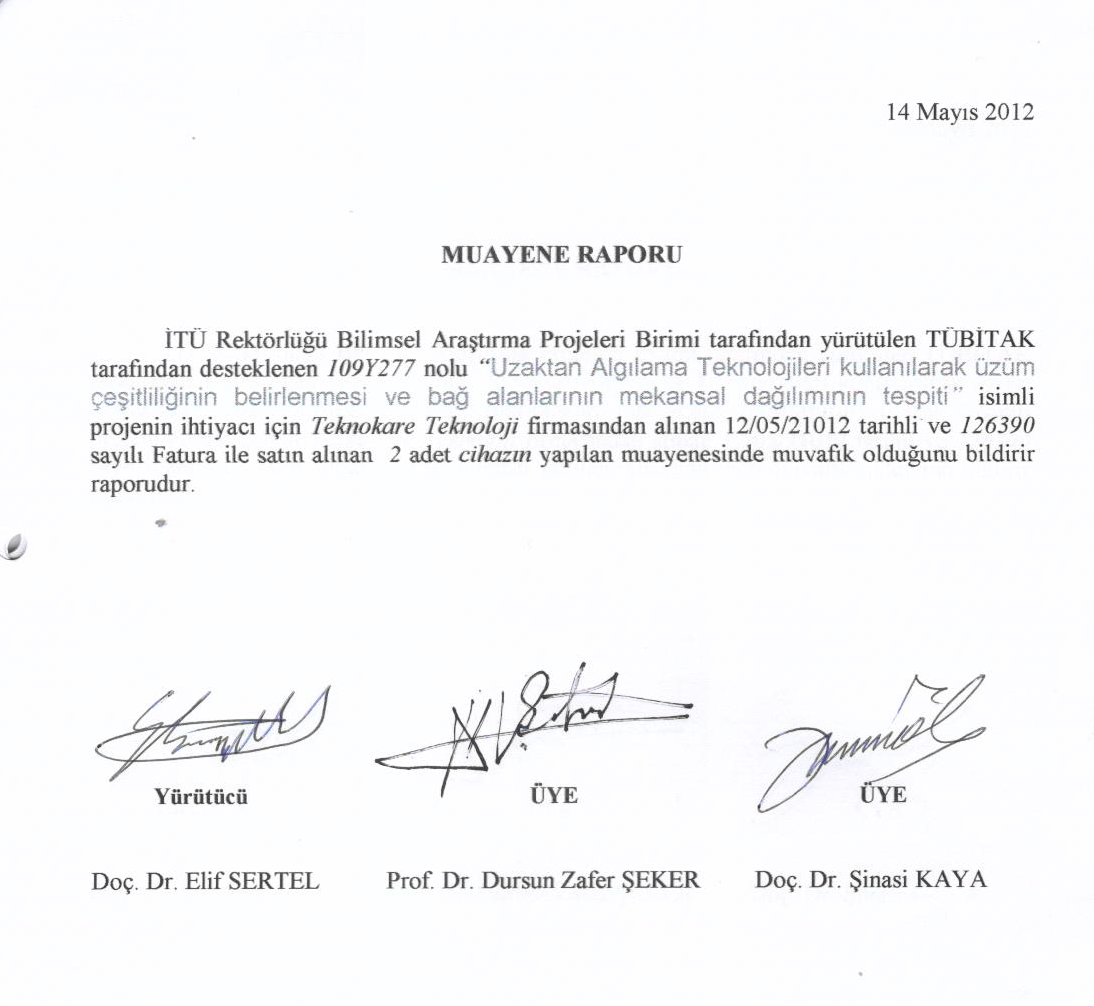 14 Mayıs 2012
MUAYENE RAPORU
İTÜ Rektörlüğü Bilimsel Araştırma Projeleri Birimi tarafından yürütülen TÜBİTAK
tarafından desteklenen 109Y277 nolu “Uzaktan Algılama Teknolojileri kullanılarak üzüm
çeşitliliğinin belirlenmesi ve bağ alanlarının mekansal dağılımının tespiti” isimli
projenin ihtiyacı için Teknokare Teknoloji firmasından alınan 12/05/21012 tarihli ve 126390
sayılı Fatura ile satın alınan 2 adet cihazın yapılan muayenesinde muvafik olduğunu bildirir
raporudur.
Yürütücü ÜYE ÜYE
Doç. Dr. Elif SERTEL Prof. Dr. Dursun Zafer ŞEKER Doç. Dr. Şinasi KAYA